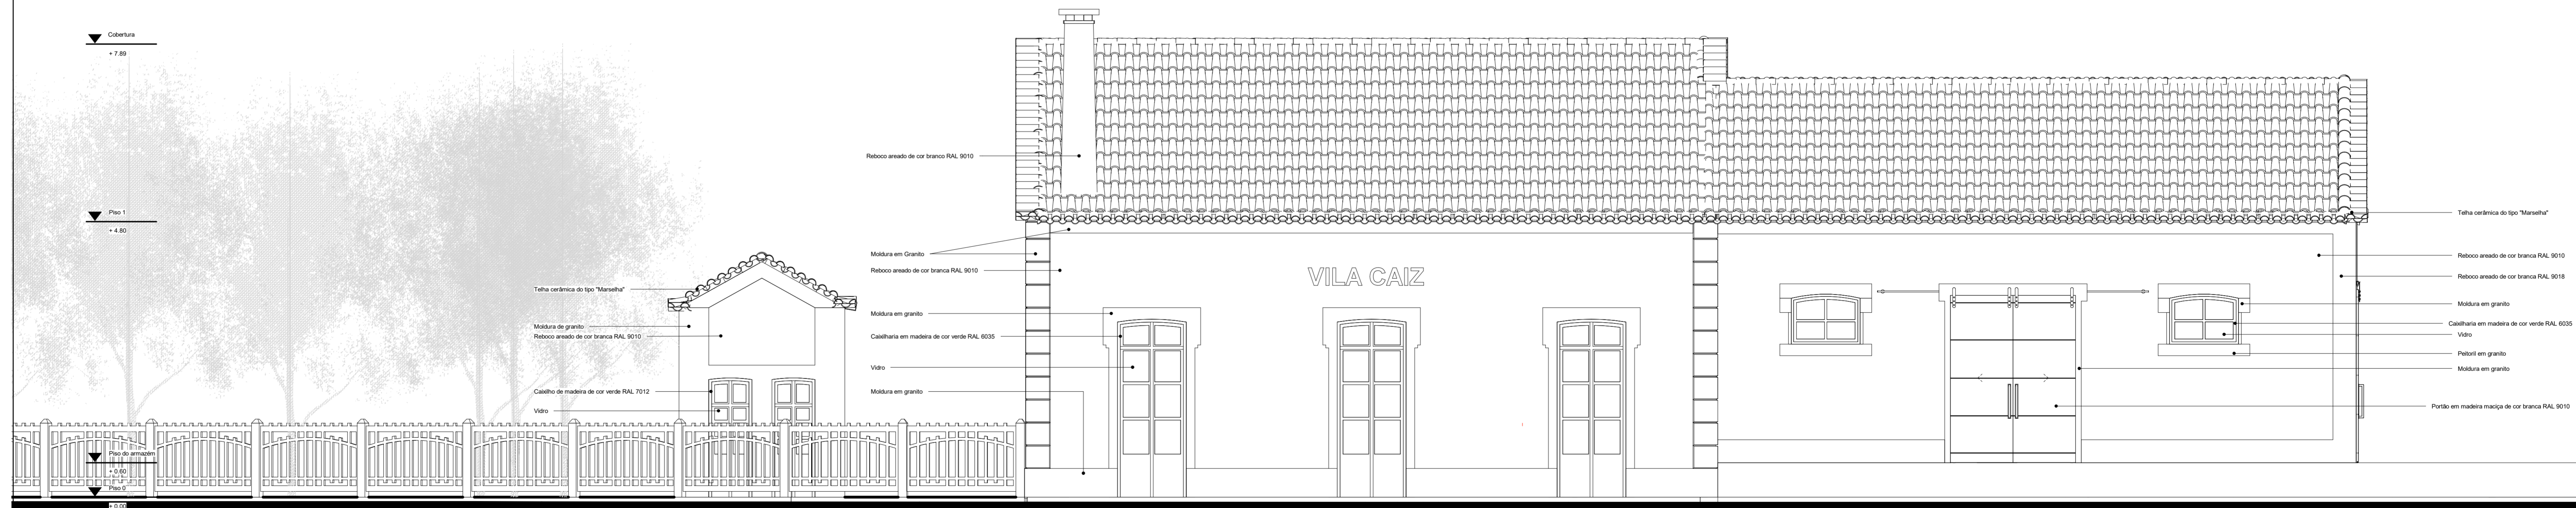 Cobertura
+ 7.89
Piso 1
+ 4.80
Piso do armazém
+ 0.60
Piso 0
+ 0.00
Telha cerâmica do tipo "Marselha"
Moldura de granito
Reboco areado de cor branca RAL 9010
Caixilho de madeira de cor verde RAL 7012
Vidro
Reboco areado de cor branco RAL 9010
Moldura em Granito
Reboco areado de cor branca RAL 9010
Moldura em granito
Caixilharia em madeira de cor verde RAL 6035
Vidro
Moldura em granito
VILA CAIZ
Telha cerâmica do tipo "Marselha"
Reboco areado de cor branca RAL 9010
Reboco areado de cor branca RAL 9018
Moldura em granito
Caixilharia em madeira de cor verde RAL 6035
Vidro
Peitoril em granito
Moldura em granito
Portão em madeira maciça de cor branca RAL 9010